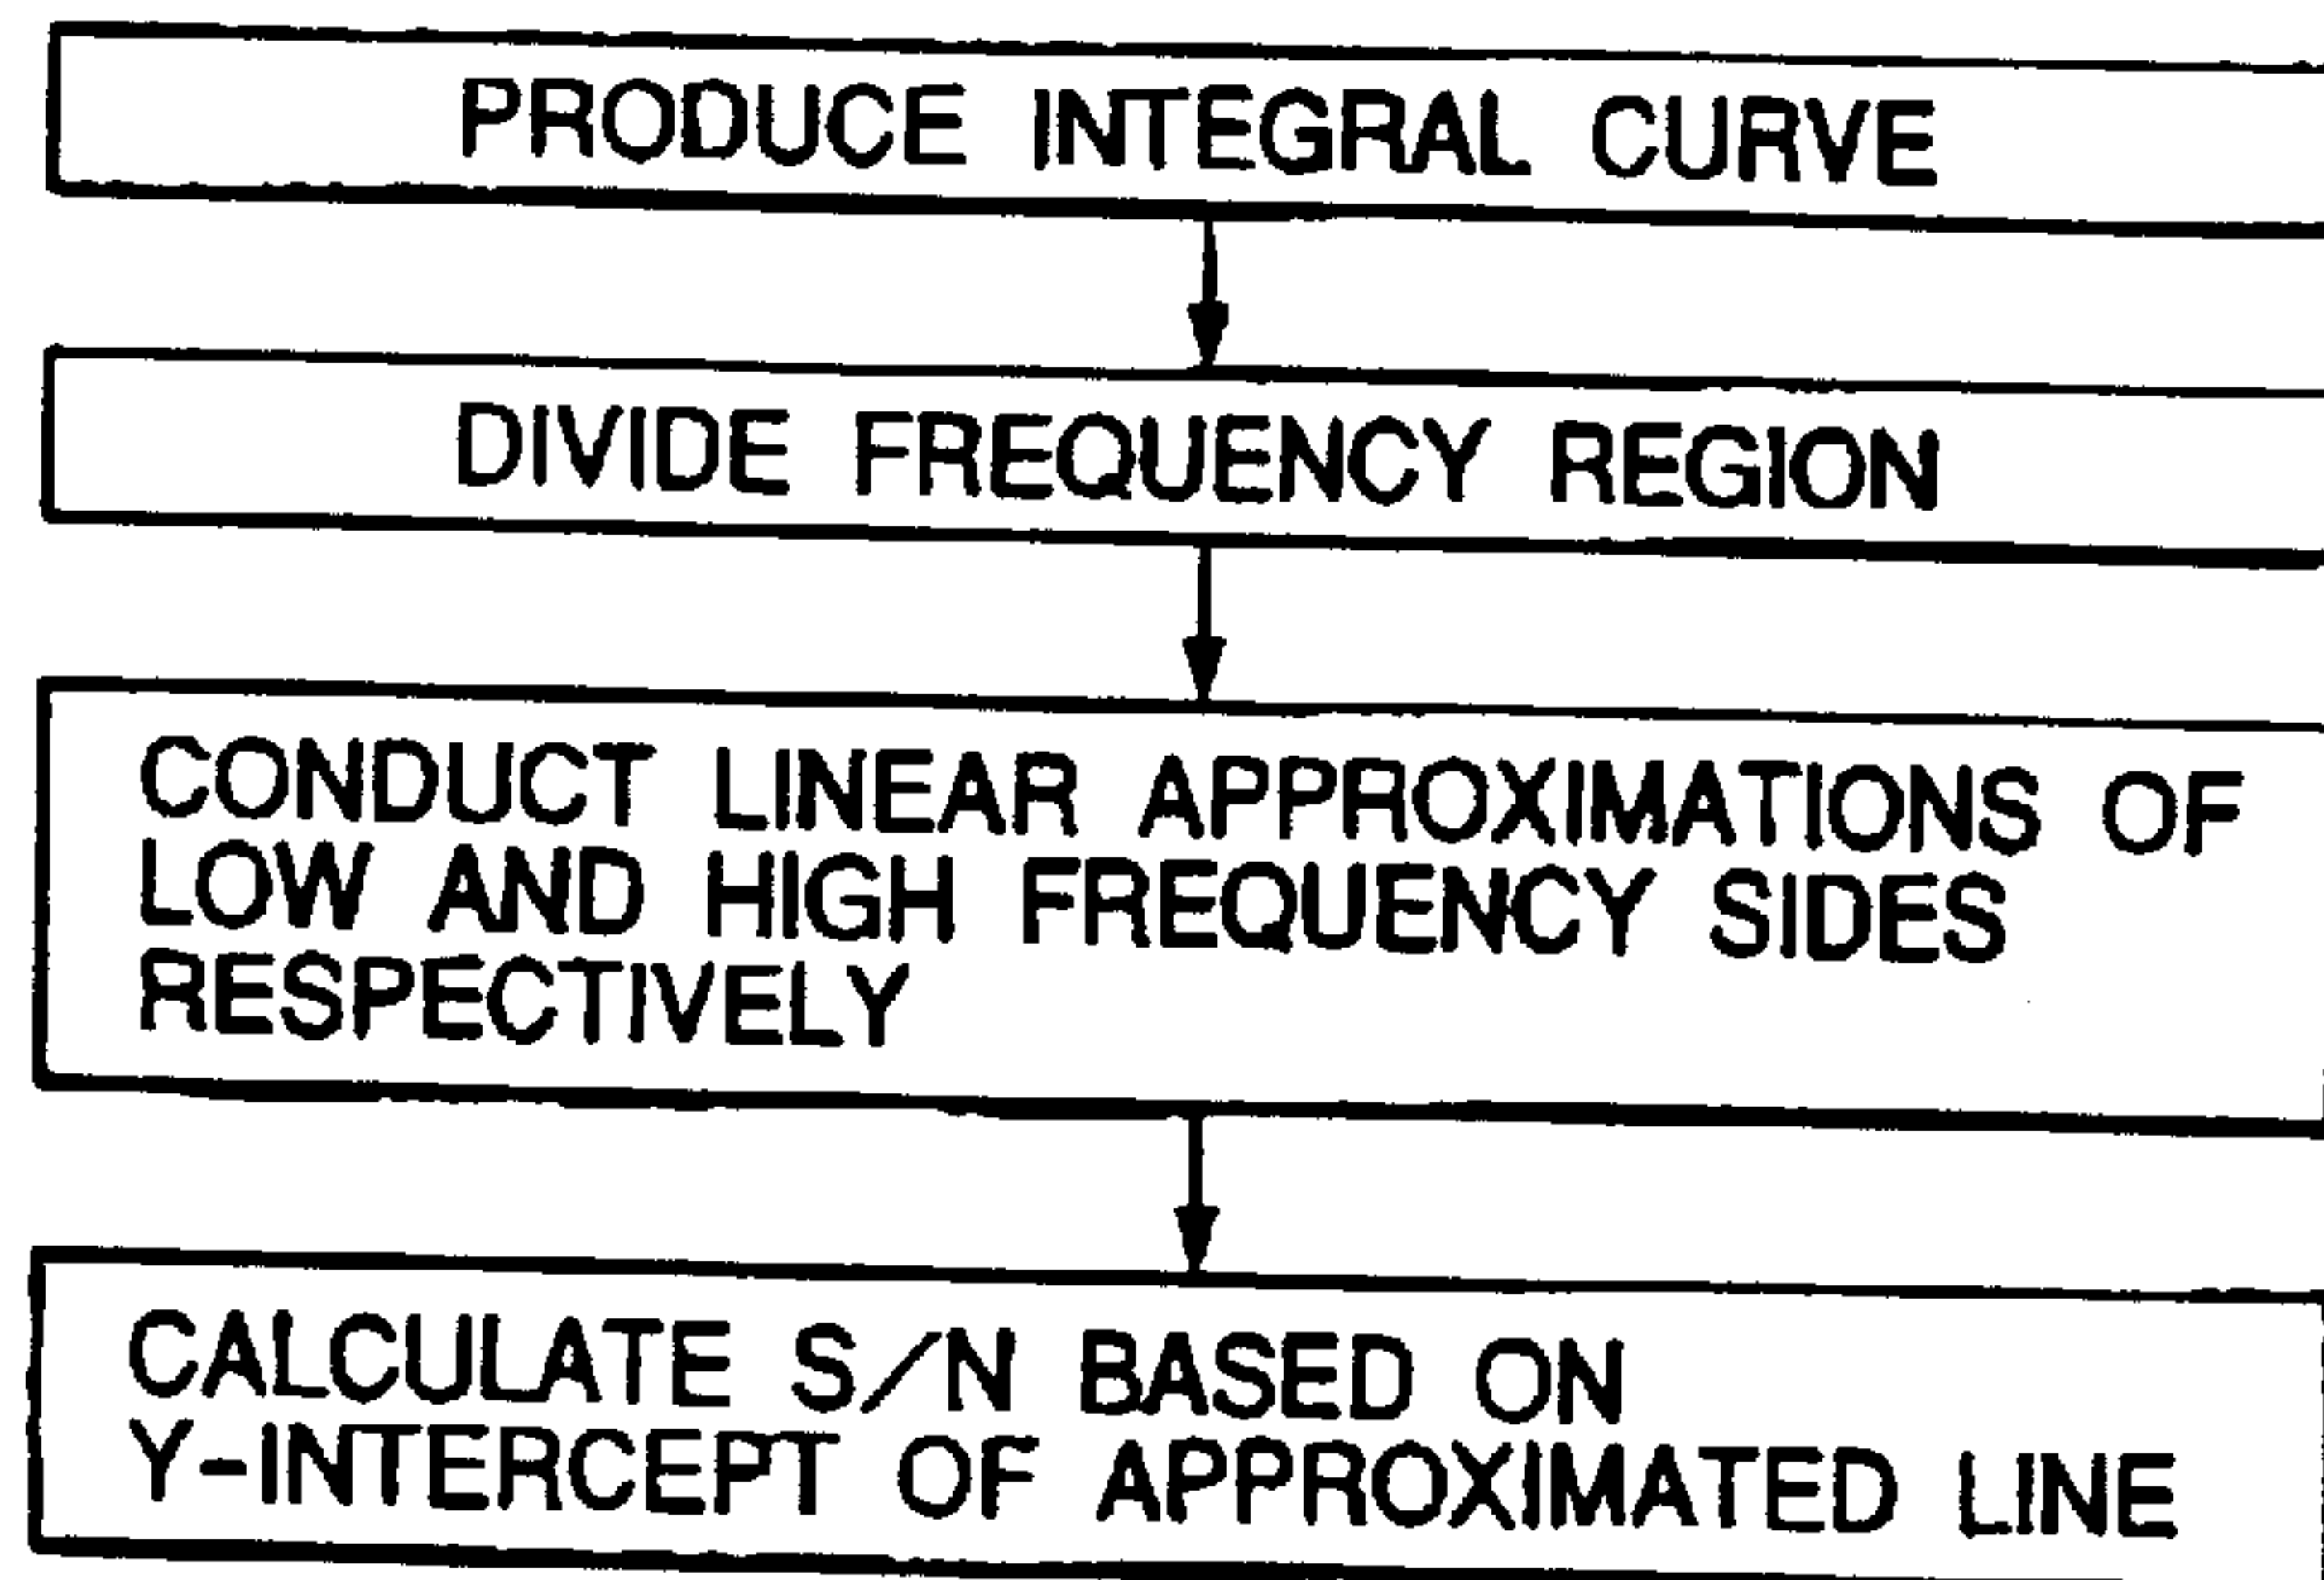 PRODUCE INTEGRAL CURVE
DIVIDE FREQUENCY REGION
CONDUCT LINEAR APPROXIMATIONS OF
LOW AND HIGH FREQUENCY SIDES
RESPECTIVELY
CALCULATE S/N BASED ON
Y-INTERCEPT OF APPROXIMATED LINE